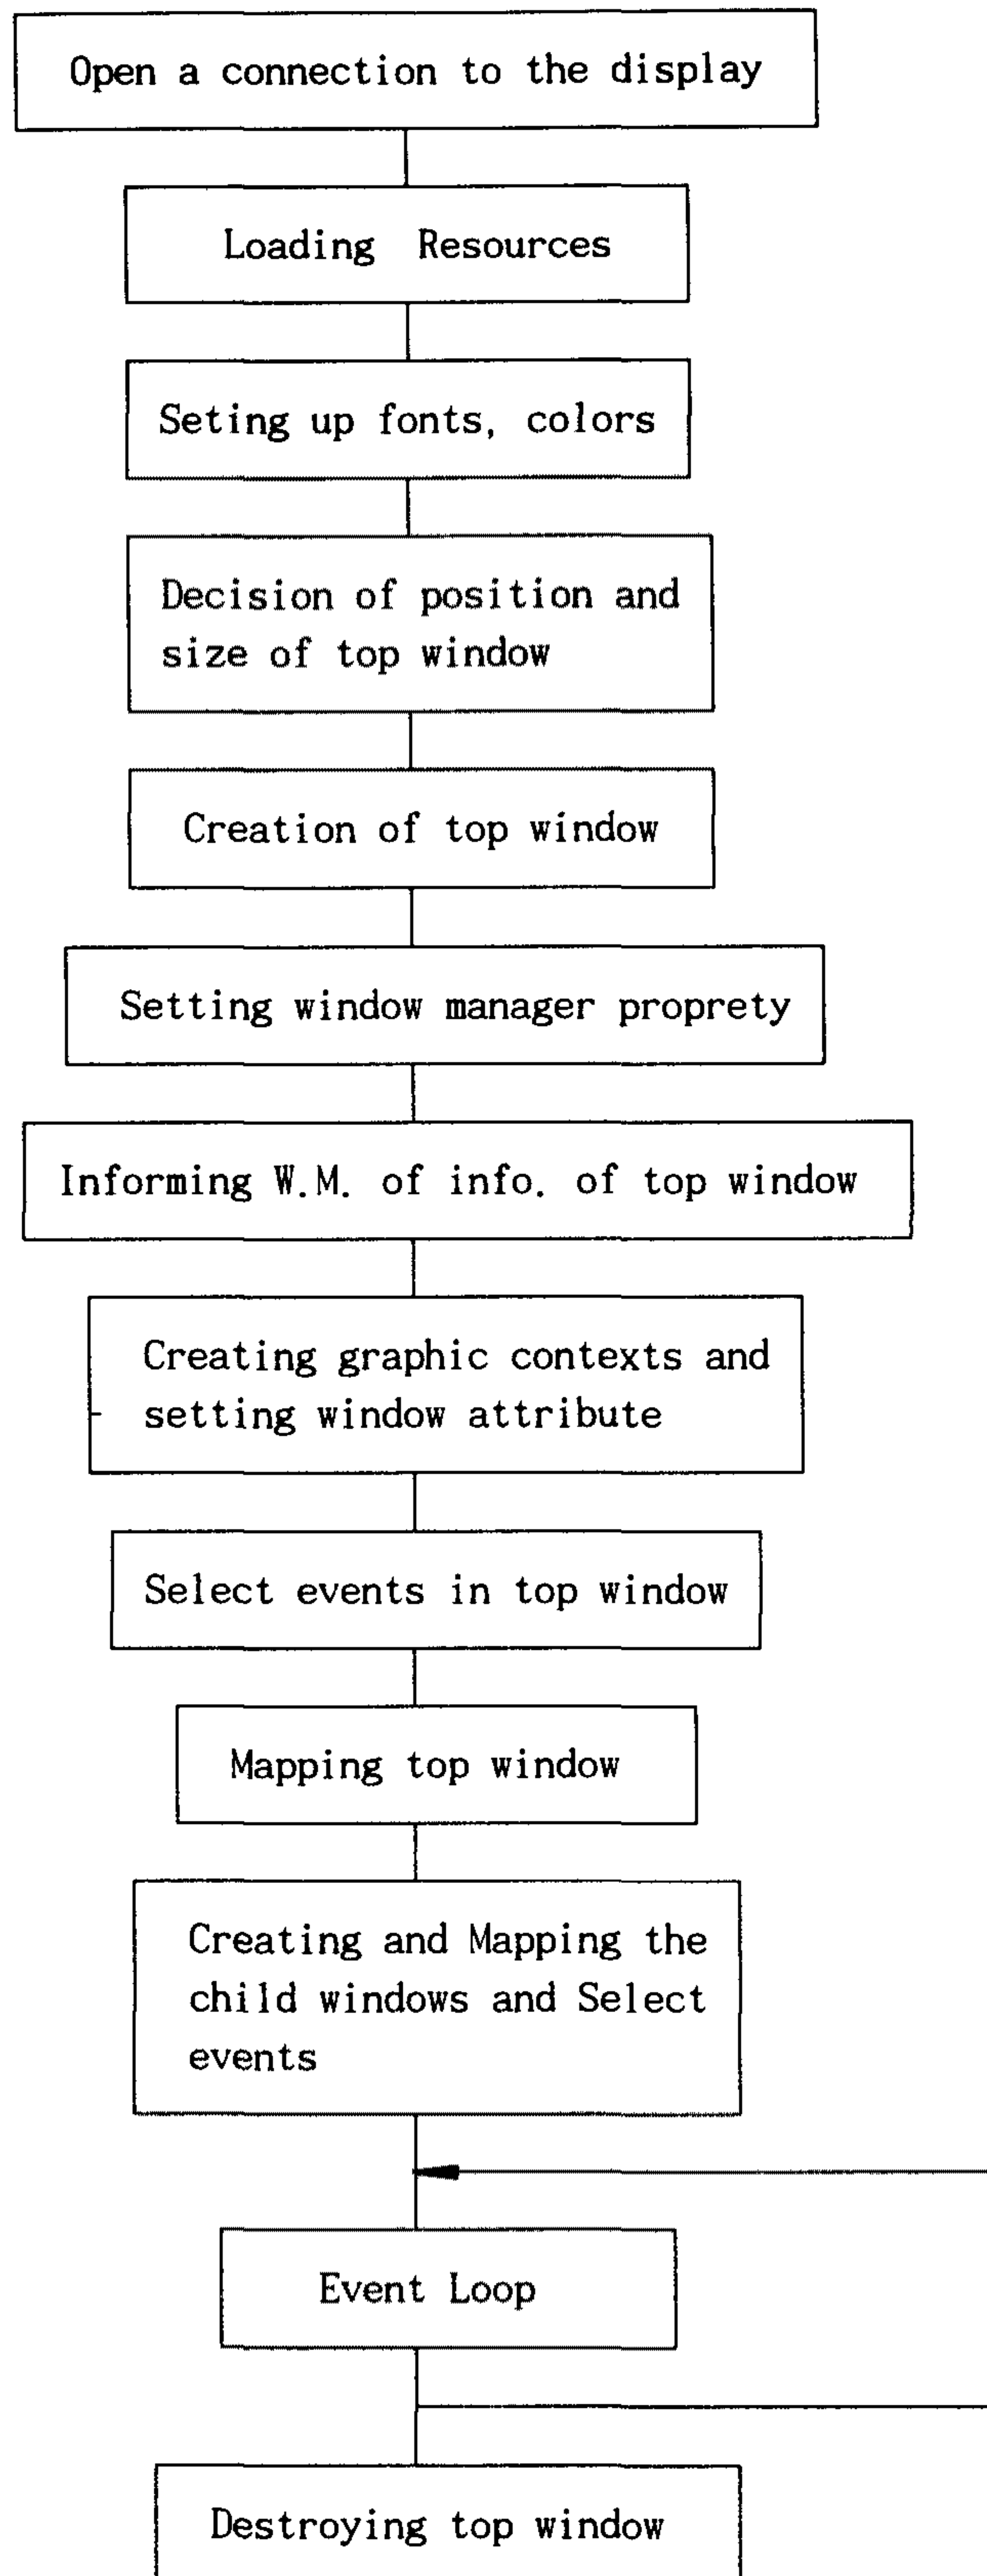 Open a connection to the display
Loading Resources
Seting up fonts, colors
Decision of position and
size of top window
Creation of top window
Setting window manager proprety
Informing W.M. of info. of top window
Creating graphic contexts and
setting window attribute
Select events in top window
Mapping top window
Creating and Mapping the
child windows and Select
events
Event Loop
Destroying top window